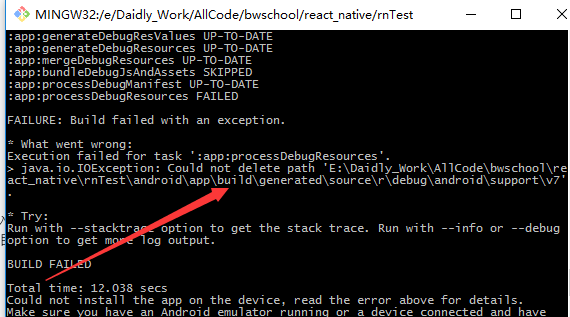 MINGW32:/e/Daidly_Work/AllCode/bwschool/react_native/rnTest
:app:generateDebugResValues UP-TO-DATE
:app:generateDebugResources UP-TO-DATE
:app:mergeDebugResources UP-TO-DATE
:app:bundleDebugJsAndAssets SKIPPED
:app:processDebugManifest UP-TO-DATE
:app:processDebugResources FAILED
FAILURE: Build failed with an exception.
* What went wrong:
Execution failed for task ':app:processDebugResources'.
> java.io.IOException: Could not delete path 'E:\Daidly_Work\AllCode\bwschool\re
act_native\rnTest\android\app\build\generated\source\r\debug\android\support\v7'
.
* Try:
Run with --stacktrace option to get the stack trace. Run with --info or --debug
option to get more log output.
BUILD FAILED
Total time: 12.038 secs
Could not install the app on the device, read the error above for details.
Make sure you have an Android emulator running or a device connected and have